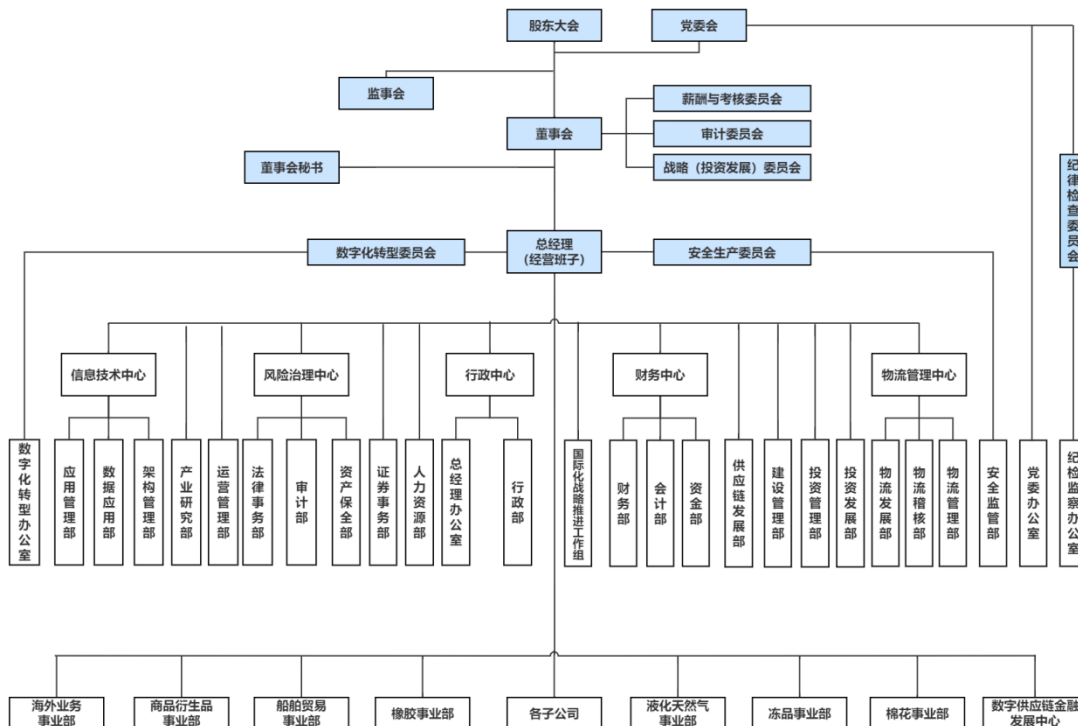 股东大会
党委会
监事会
薪酬与考核委员会
董事会
审计委员会
董事会秘书
战略（投资发展）委员会
纪律检查委员会
数字化转型委员会
总经理
（经营班子）
安全生产委员会
信息技术中心
风险治理中心
行政中心
财务中心
物流管理中心
数字化转型办公室
应用管理部
数据应用部
架构管理部
产业研究部
运营管理部
法律事务部
审计部
资产保全部
证券事务部
人力资源部
总经理办公室
行政部
国际化战略推进工作组
财务部
会计部
资金部
供应链发展部
建设管理部
投资管理部
投资发展部
物流发展部
物流稽核部
物流管理部
安全监管部
党委办公室
纪检监察办公室
海外业务
事业部
商品衍生品
事业部
船舶贸易
事业部
橡胶事业部
各子公司
液化天然气
事业部
冻品事业部
棉花事业部
数字供应链金融
发展中心